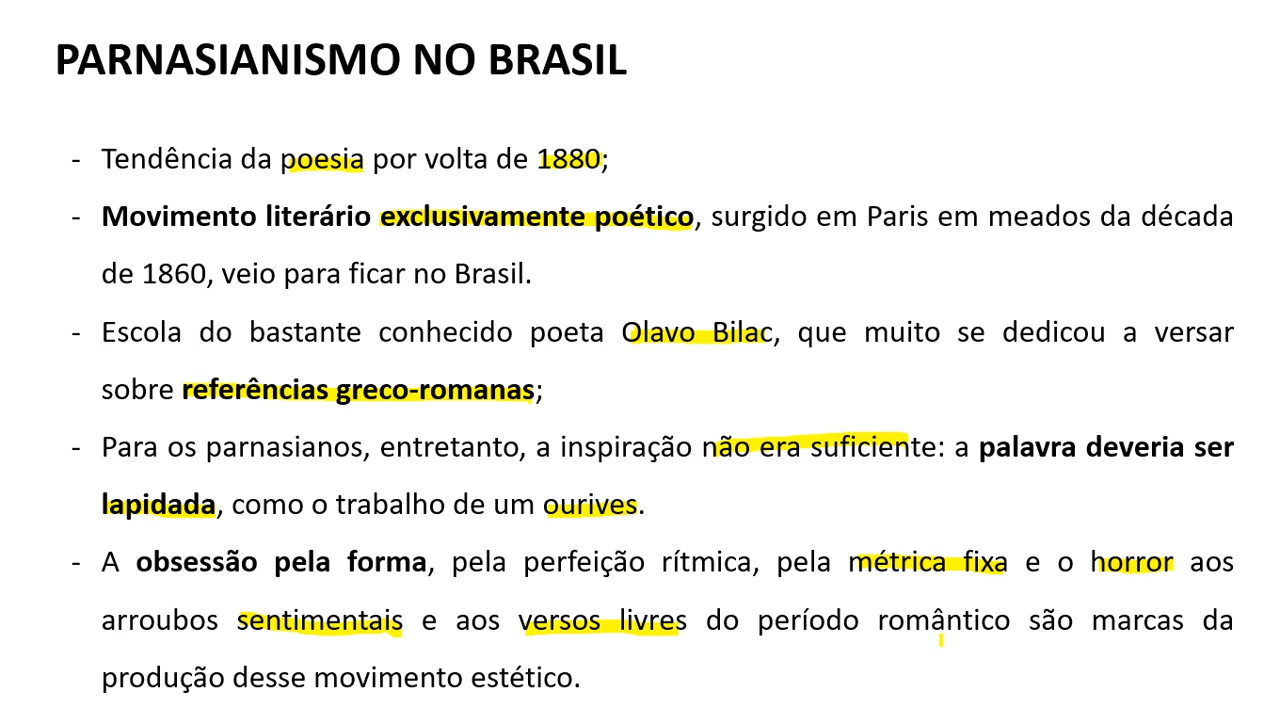 PARNASIANISMO NO BRASIL
- Tendência da poesia por volta de 1880;
- Movimento literário exclusivamente poético, surgido em Paris em meados da década
de 1860, veio para ficar no Brasil.
- Escola do bastante conhecido poeta Olavo Bilac, que muito se dedicou a versar
sobre referências greco-romanas;
- Para os parnasianos, entretanto, a inspiração não era suficiente: a palavra deveria ser
lapidada, como o trabalho de um ourives.
- A obsessão pela forma, pela perfeição rítmica, pela métrica fixa e o horror aos
arroubos sentimentais e aos versos livres do período romântico são marcas da
produção desse movimento estético.